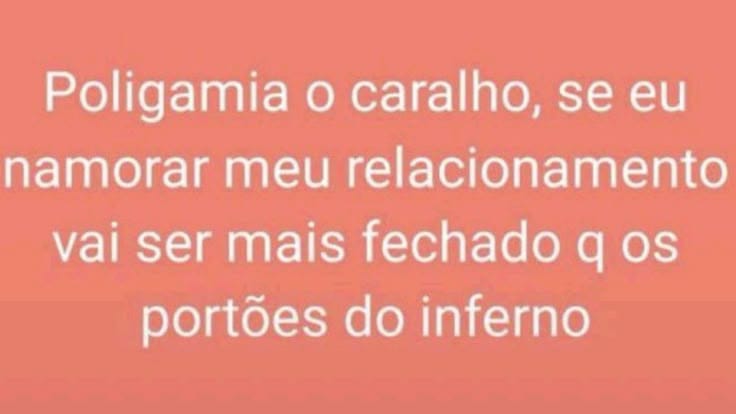 Poligamia o caralho, se eu
namorar meu relacionamento
vai ser mais fechado q os
portões do inferno